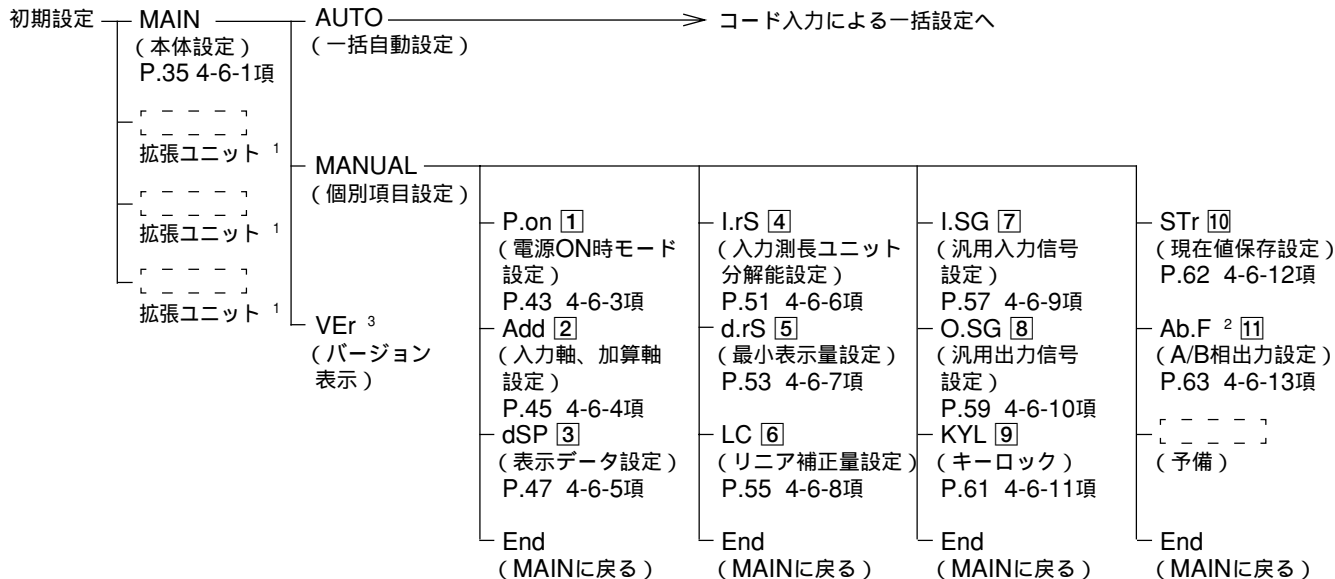 初期設定
MAIN
(本体設定)
P.35 4-6-1項
拡張ユニット 1
拡張ユニット 1
拡張ユニット 1
AUTO
(一括自動設定)
コード入力による一括設定へ
MANUAL
(個別項目設定)
VEr 3
(バージョン
表示)
P.on 1
(電源ON時モード
設定)
P.43 4-6-3項
Add 2
(入力軸、加算軸
設定)
P.45 4-6-4項
dSP 3
(表示データ設定)
P.47 4-6-5項
End
(MAINに戻る)
I.rS 4
(入力測長ユニット
分解能設定)
P.51 4-6-6項
d.rS 5
(最小表示量設定)
P.53 4-6-7項
LC 6
(リニア補正量設定)
P.55 4-6-8項
End
(MAINに戻る)
I.SG 7
(汎用入力信号
設定)
P.57 4-6-9項
O.SG 8
(汎用出力信号
設定)
P.59 4-6-10項
KYL 9
(キーロック)
P.61 4-6-11項
End
(MAINに戻る)
STr 10
(現在値保存設定)
P.62 4-6-12項
Ab.F 2 11
(A/B相出力設定)
P.63 4-6-13項
(予備)
End
(MAINに戻る)